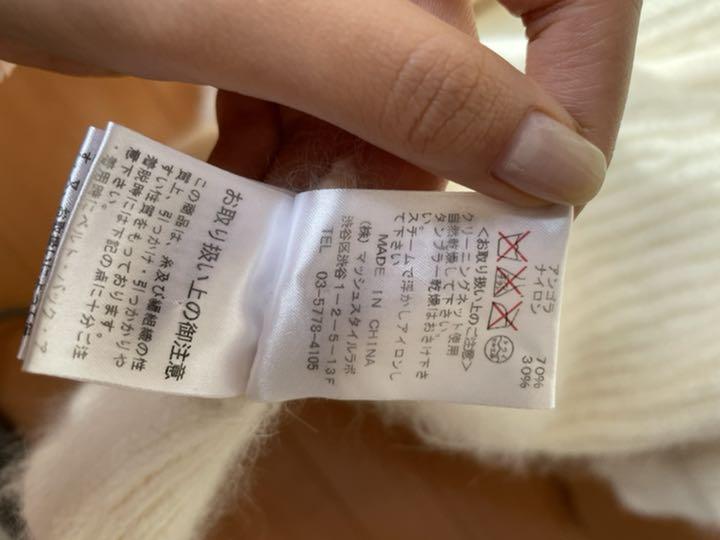 アンゴラ 70%
ナイロン 30%
<お取り扱い上のご注意>
クリーニングネット使用
自然乾燥して下さい。
タンブラー乾燥はおさけ下さ
い。
スチームで浮かしアイロンし
て下さい
MADE IN CHINA
(株)マッシュスタイルラボ
渋谷区渋谷1-2-5-13F
TEL 03-5778-4105
お取り扱い上の御注意
この商品は、糸及び編組織の性
質上、引っかけ・引っかかりや
すい性質をもっております。
着脱時には下記の点に十分ご注
意下さい。